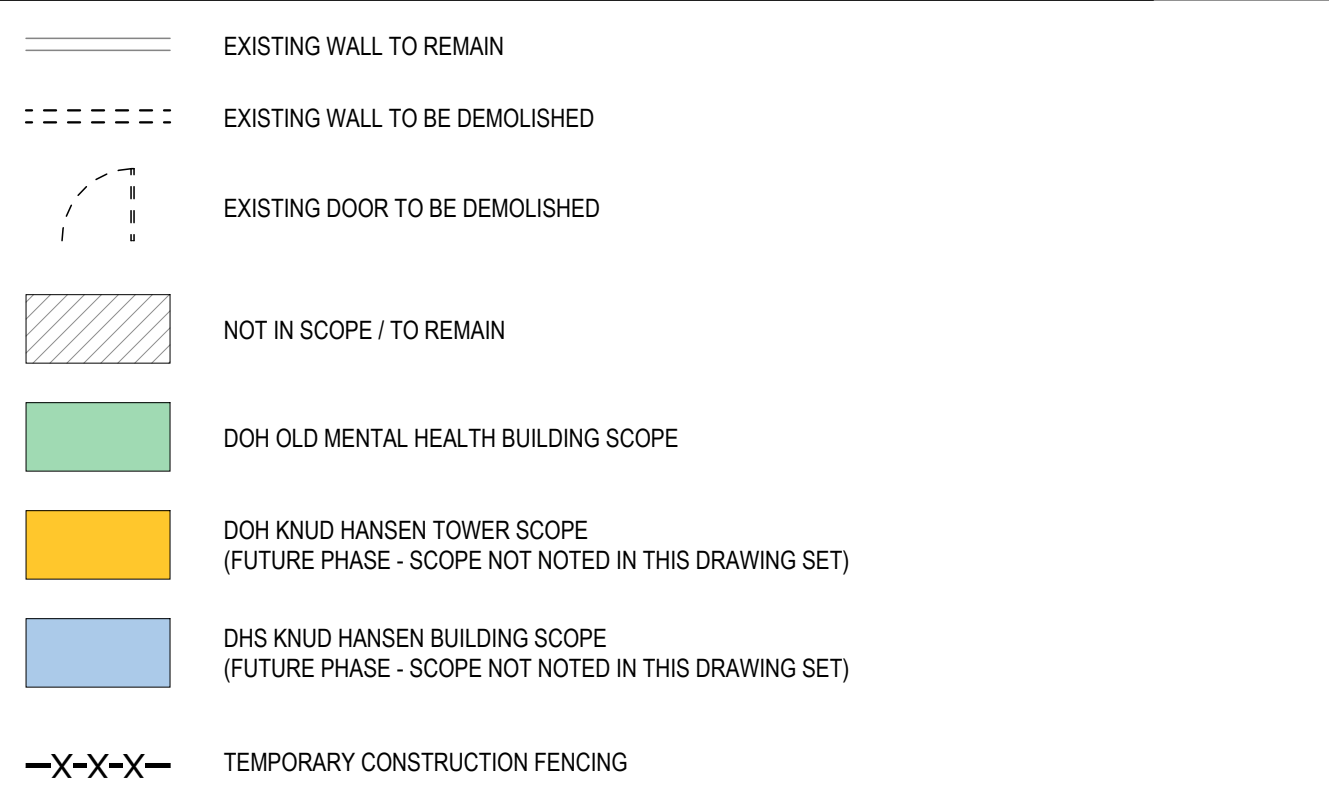 EXISTING WALL TO REMAIN
EXISTING WALL TO BE DEMOLISHED
EXISTING DOOR TO BE DEMOLISHED
NOT IN SCOPE / TO REMAIN
DOH OLD MENTAL HEALTH BUILDING SCOPE
DOH KNUD HANSEN TOWER SCOPE
(FUTURE PHASE - SCOPE NOT NOTED IN THIS DRAWING SET)
DHS KNUD HANSEN BUILDING SCOPE
(FUTURE PHASE - SCOPE NOT NOTED IN THIS DRAWING SET)
X-X-X TEMPORARY CONSTRUCTION FENCING